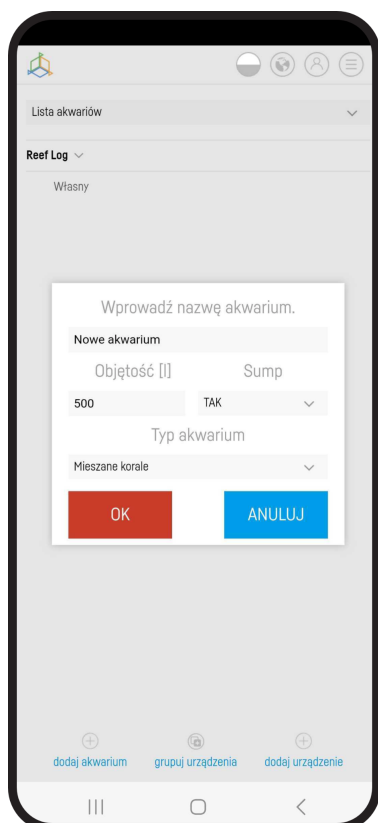 Lista akwariów
Reef Log
Własny
Wprowadź nazwę akwarium.
Nowe akwarium
Objętość [l] Sump
500 TAK
Typ akwarium
Mieszane korale
OK ANULUJ
dodaj akwarium grupuj urządzenia dodaj urządzenie